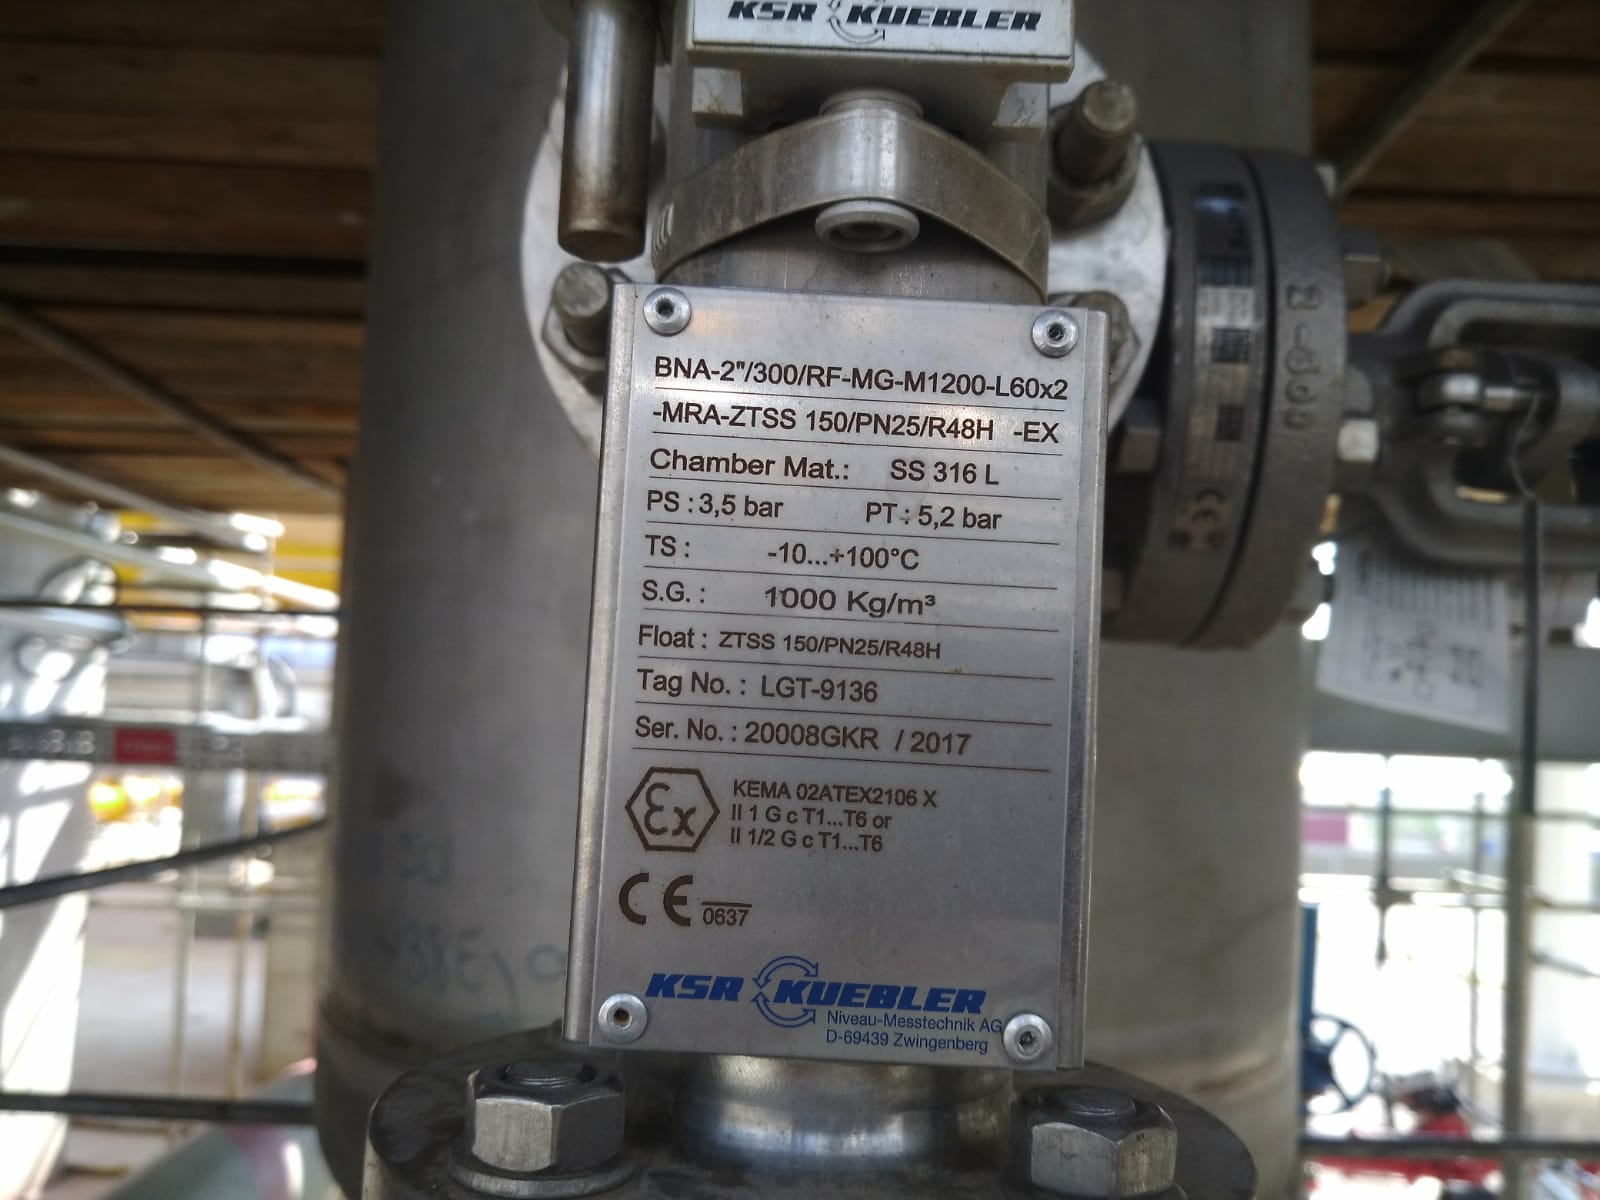 KSR KUEBLER
BNA-2"/300/RF-MG-M1200-L60x2
-MRA-ZTSS 150/PN25/R48H -EX
Chamber Mat.: SS 316 L
PS : 3,5 bar PT : 5,2 bar
TS : -10...+100°C
S.G. : 1000 Kg/m³
Float : ZTSS 150/PN25/R48H
Tag No. : LGT-9136
Ser. No. : 20008GKR / 2017
Ex
KEMA 02ATEX2106 X
II 1 G c T1...T6 or
II 1/2 G c T1...T6
CE 0637
KSR KUEBLER
Niveau-Messtechnik AG
D-69439 Zwingenberg